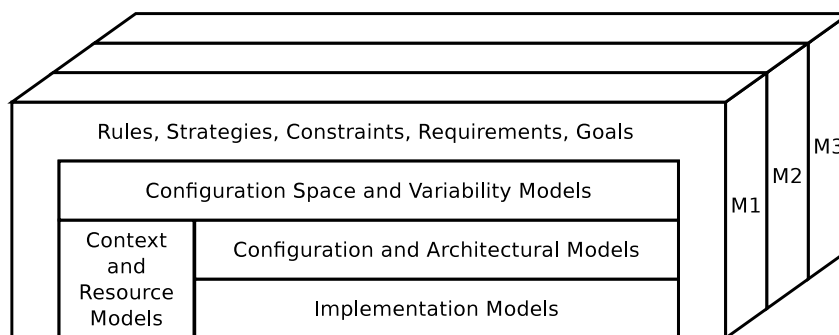 Rules, Strategies, Constraints, Requirements, Goals
Configuration Space and Variability Models
Context
and
Resource
Models
Configuration and Architectural Models
Implementation Models
M1
M2
M3